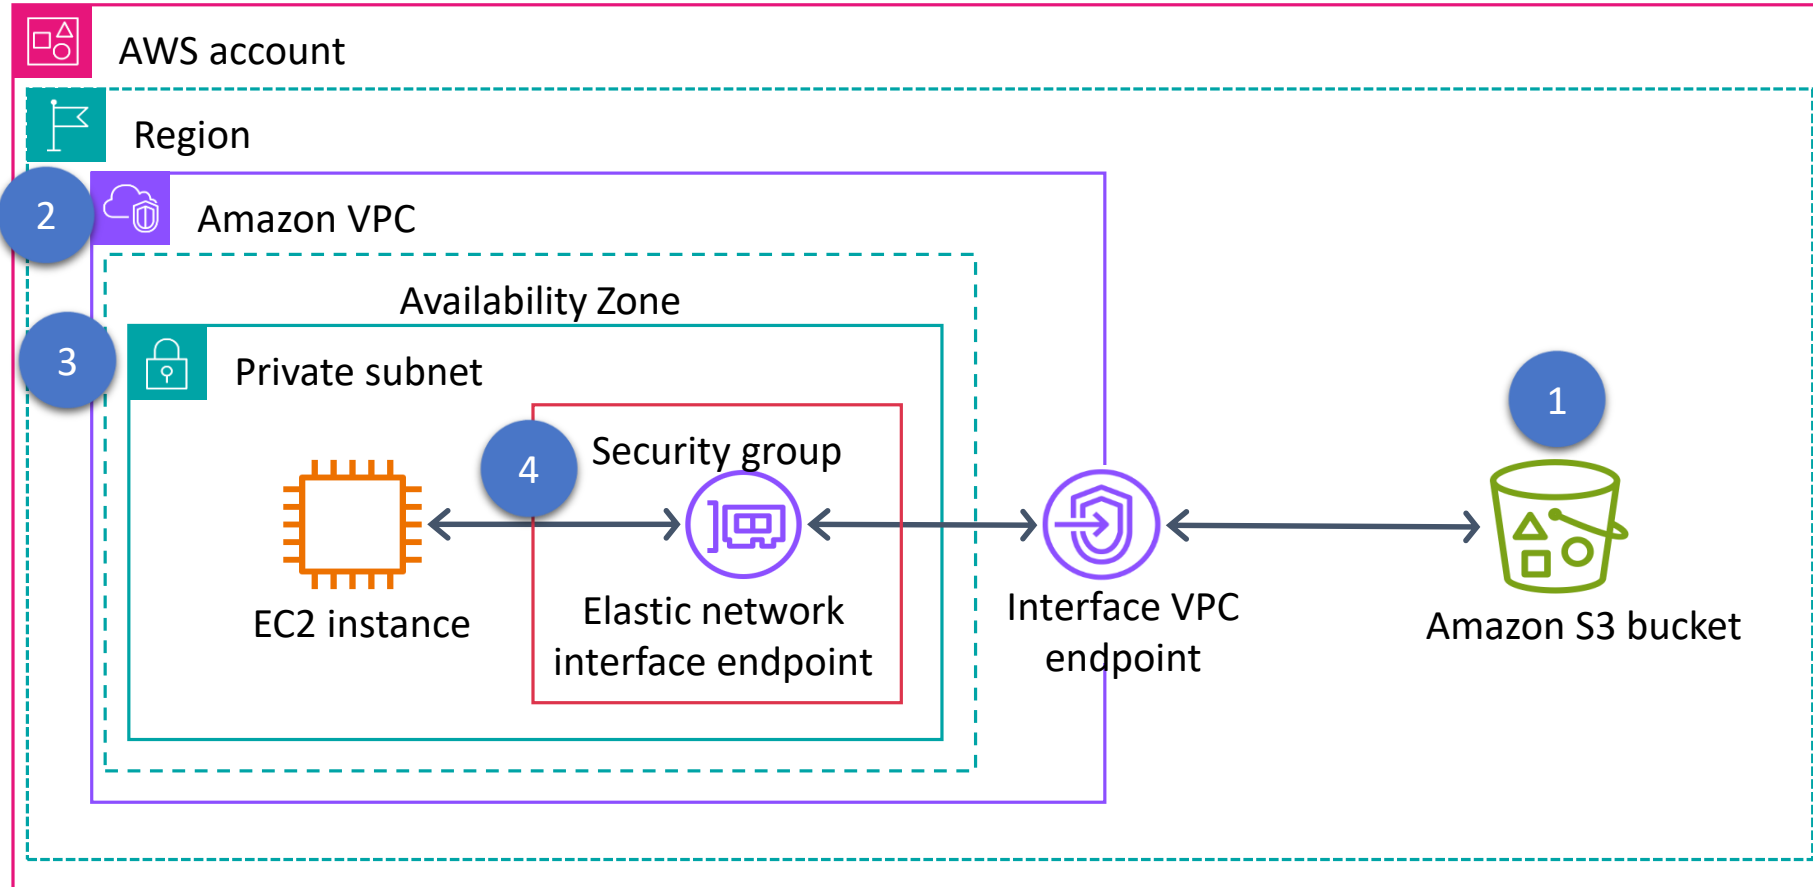 AWS account
Region
2
Amazon VPC
Availability Zone
3
Private subnet
1
4
Security group
EC2 instance
Elastic network
interface endpoint
Interface VPC
endpoint
Amazon S3 bucket